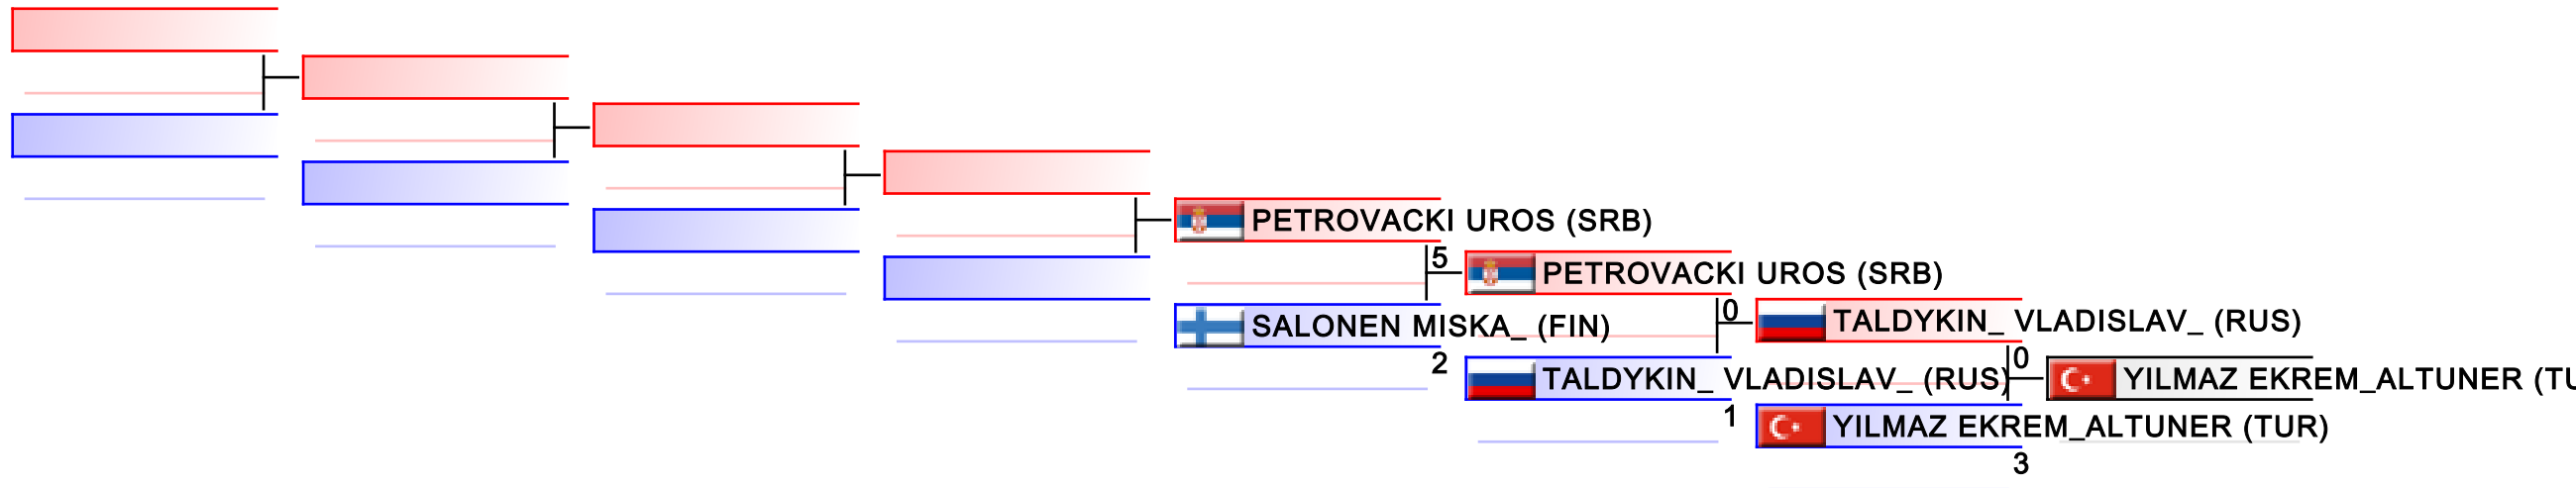 PETROVACKI UROS (SRB)
5
PETROVACKI UROS (SRB)
0
SALONEN MISKA_ (FIN)
2
TALDYKIN_ VLADISLAV_ (RUS)
0
TALDYKIN_ VLADISLAV_ (RUS)
1
YILMAZ EKREM_ALTUNER (TU
YILMAZ EKREM_ALTUNER (TUR)
3